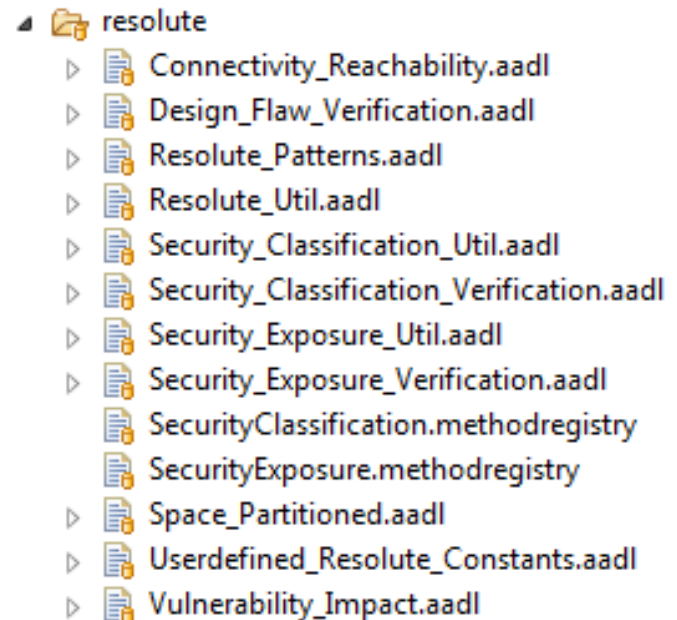 resolute
Connectivity_Reachability.aadl
Design_Flaw_Verification.aadl
Resolute_Patterns.aadl
Resolute_Util.aadl
Security_Classification_Util.aadl
Security_Classification_Verification.aadl
Security_Exposure_Util.aadl
Security_Exposure_Verification.aadl
SecurityClassification.methodregistry
SecurityExposure.methodregistry
Space_Partitioned.aadl
Userdefined_Resolute_Constants.aadl
Vulnerability_Impact.aadl